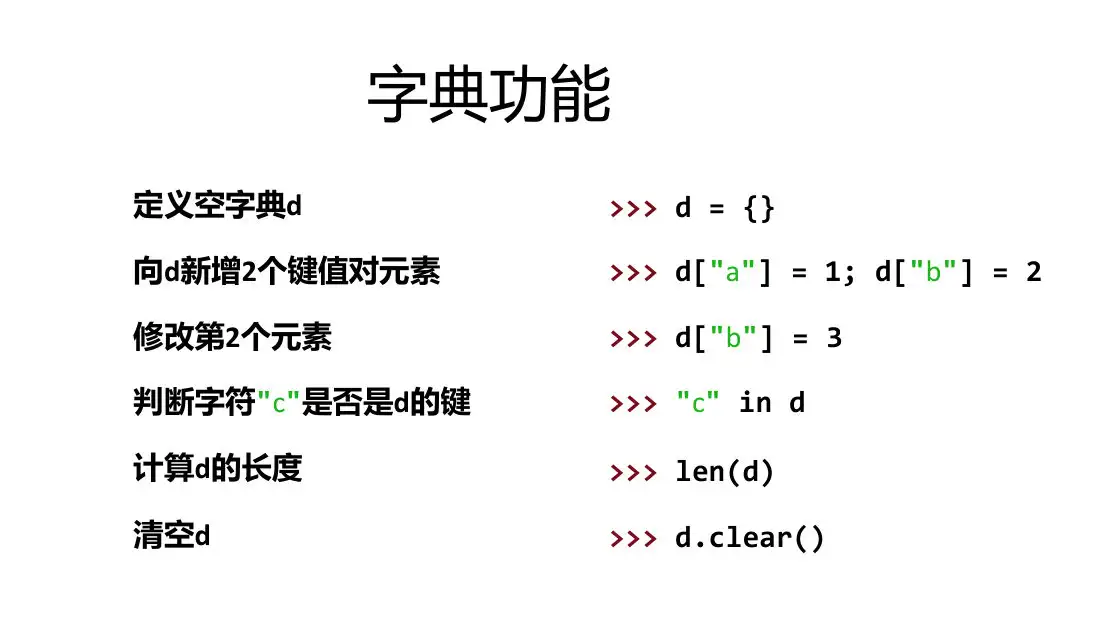 字典功能
定义空字典d >>> d = {}
向d新增2个键值对元素 >>> d["a"] = 1; d["b"] = 2
修改第2个元素 >>> d["b"] = 3
判断字符"c"是否是d的键 >>> "c" in d
计算d的长度 >>> len(d)
清空d >>> d.clear()